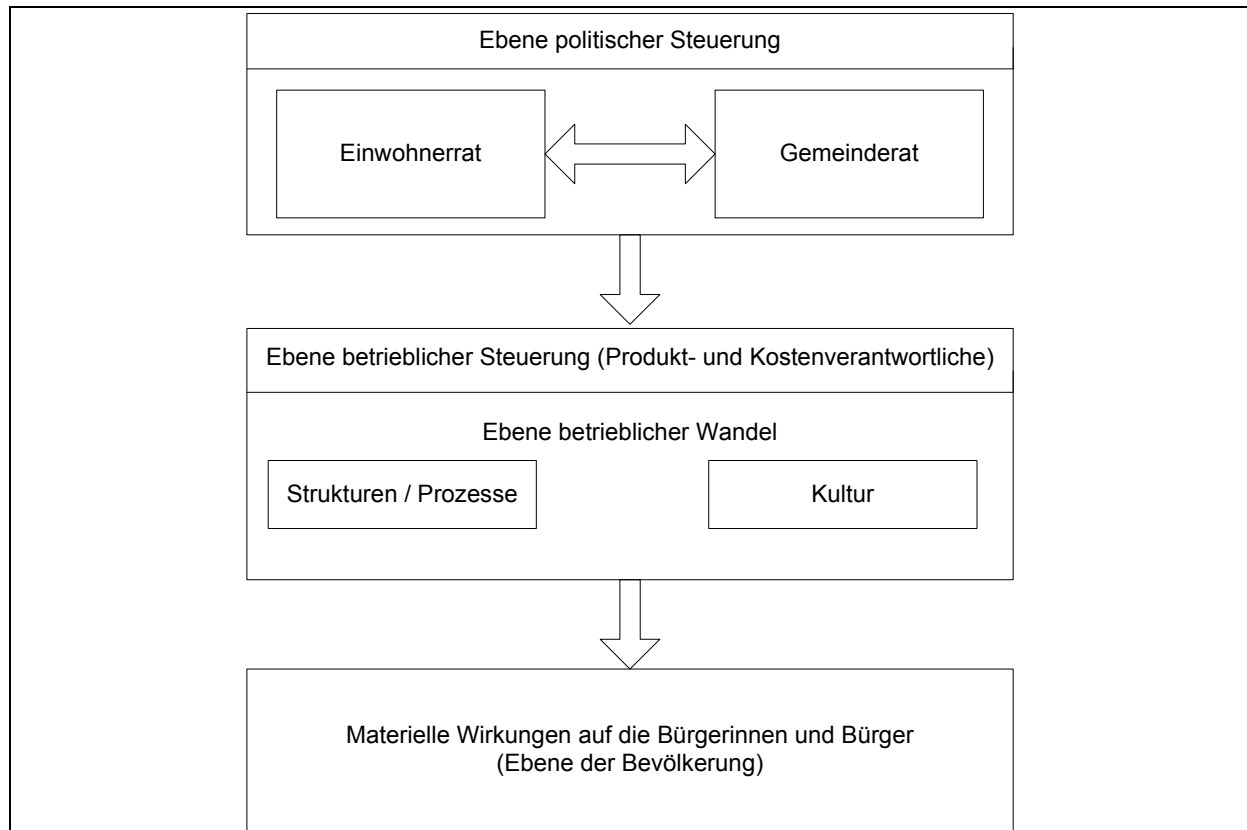 Ebene politischer Steuerung
Einwohnerrat
Gemeinderat
Ebene betrieblicher Steuerung (Produkt- und Kostenverantwortliche)
Ebene betrieblicher Wandel
Strukturen / Prozesse
Kultur
Materielle Wirkungen auf die Bürgerinnen und Bürger
(Ebene der Bevölkerung)